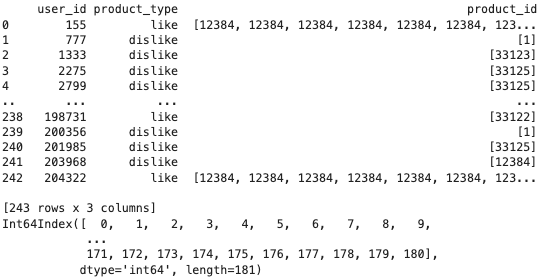 user_id product_type product_id
0 155 like [12384, 12384, 12384, 12384, 12384, 12384, 123...
1 777 dislike [1]
2 1333 dislike [33123]
3 2275 dislike [33125]
4 2799 dislike [33125]
.. ... ... ...
238 198731 like [33122]
239 200356 dislike [1]
240 201985 dislike [33125]
241 203968 dislike [12384]
242 204322 like [12384, 12384, 12384, 12384, 12384, 12384, 123...
[243 rows x 3 columns]
Int64Index([ 0, 1, 2, 3, 4, 5, 6, 7, 8, 9,
...
171, 172, 173, 174, 175, 176, 177, 178, 179, 180],
dtype='int64', length=181)